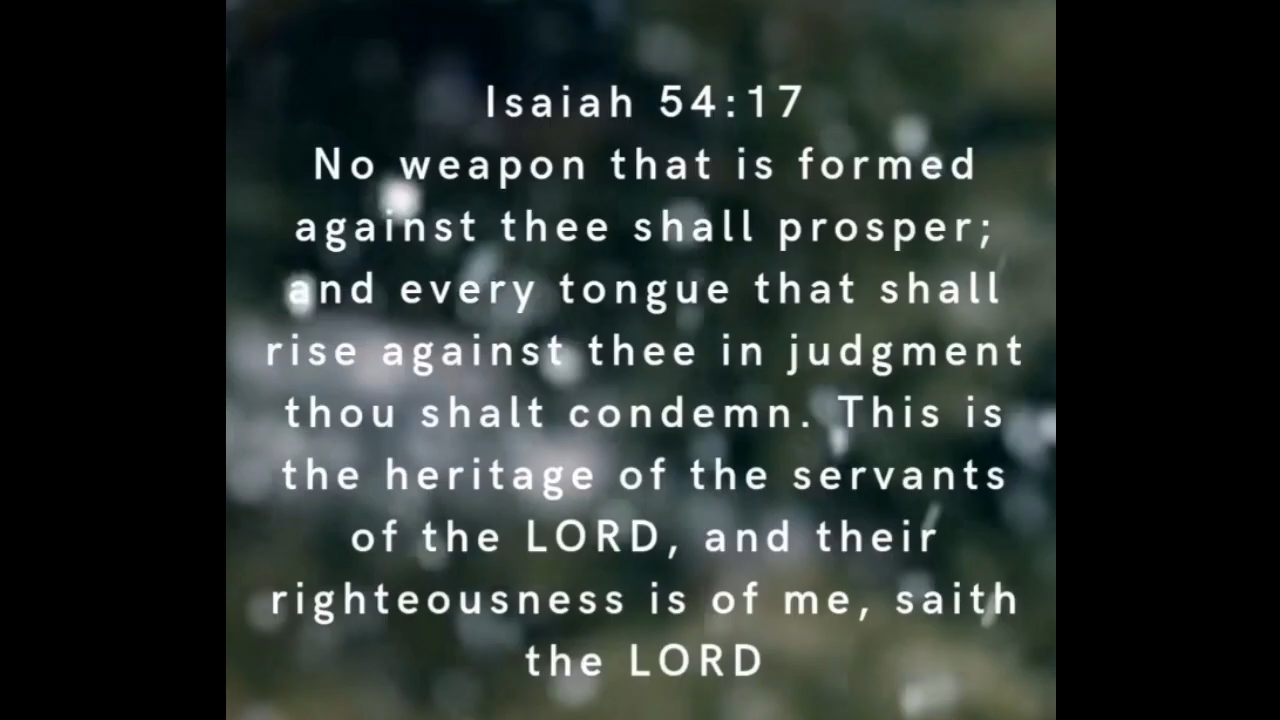 Isaiah 54:17
No weapon that is formed
against thee shall prosper;
and every tongue that shall
rise against thee in judgment
thou shalt condemn. This is
the heritage of the servants
of the LORD, and their
righteousness is of me, saith
the LORD